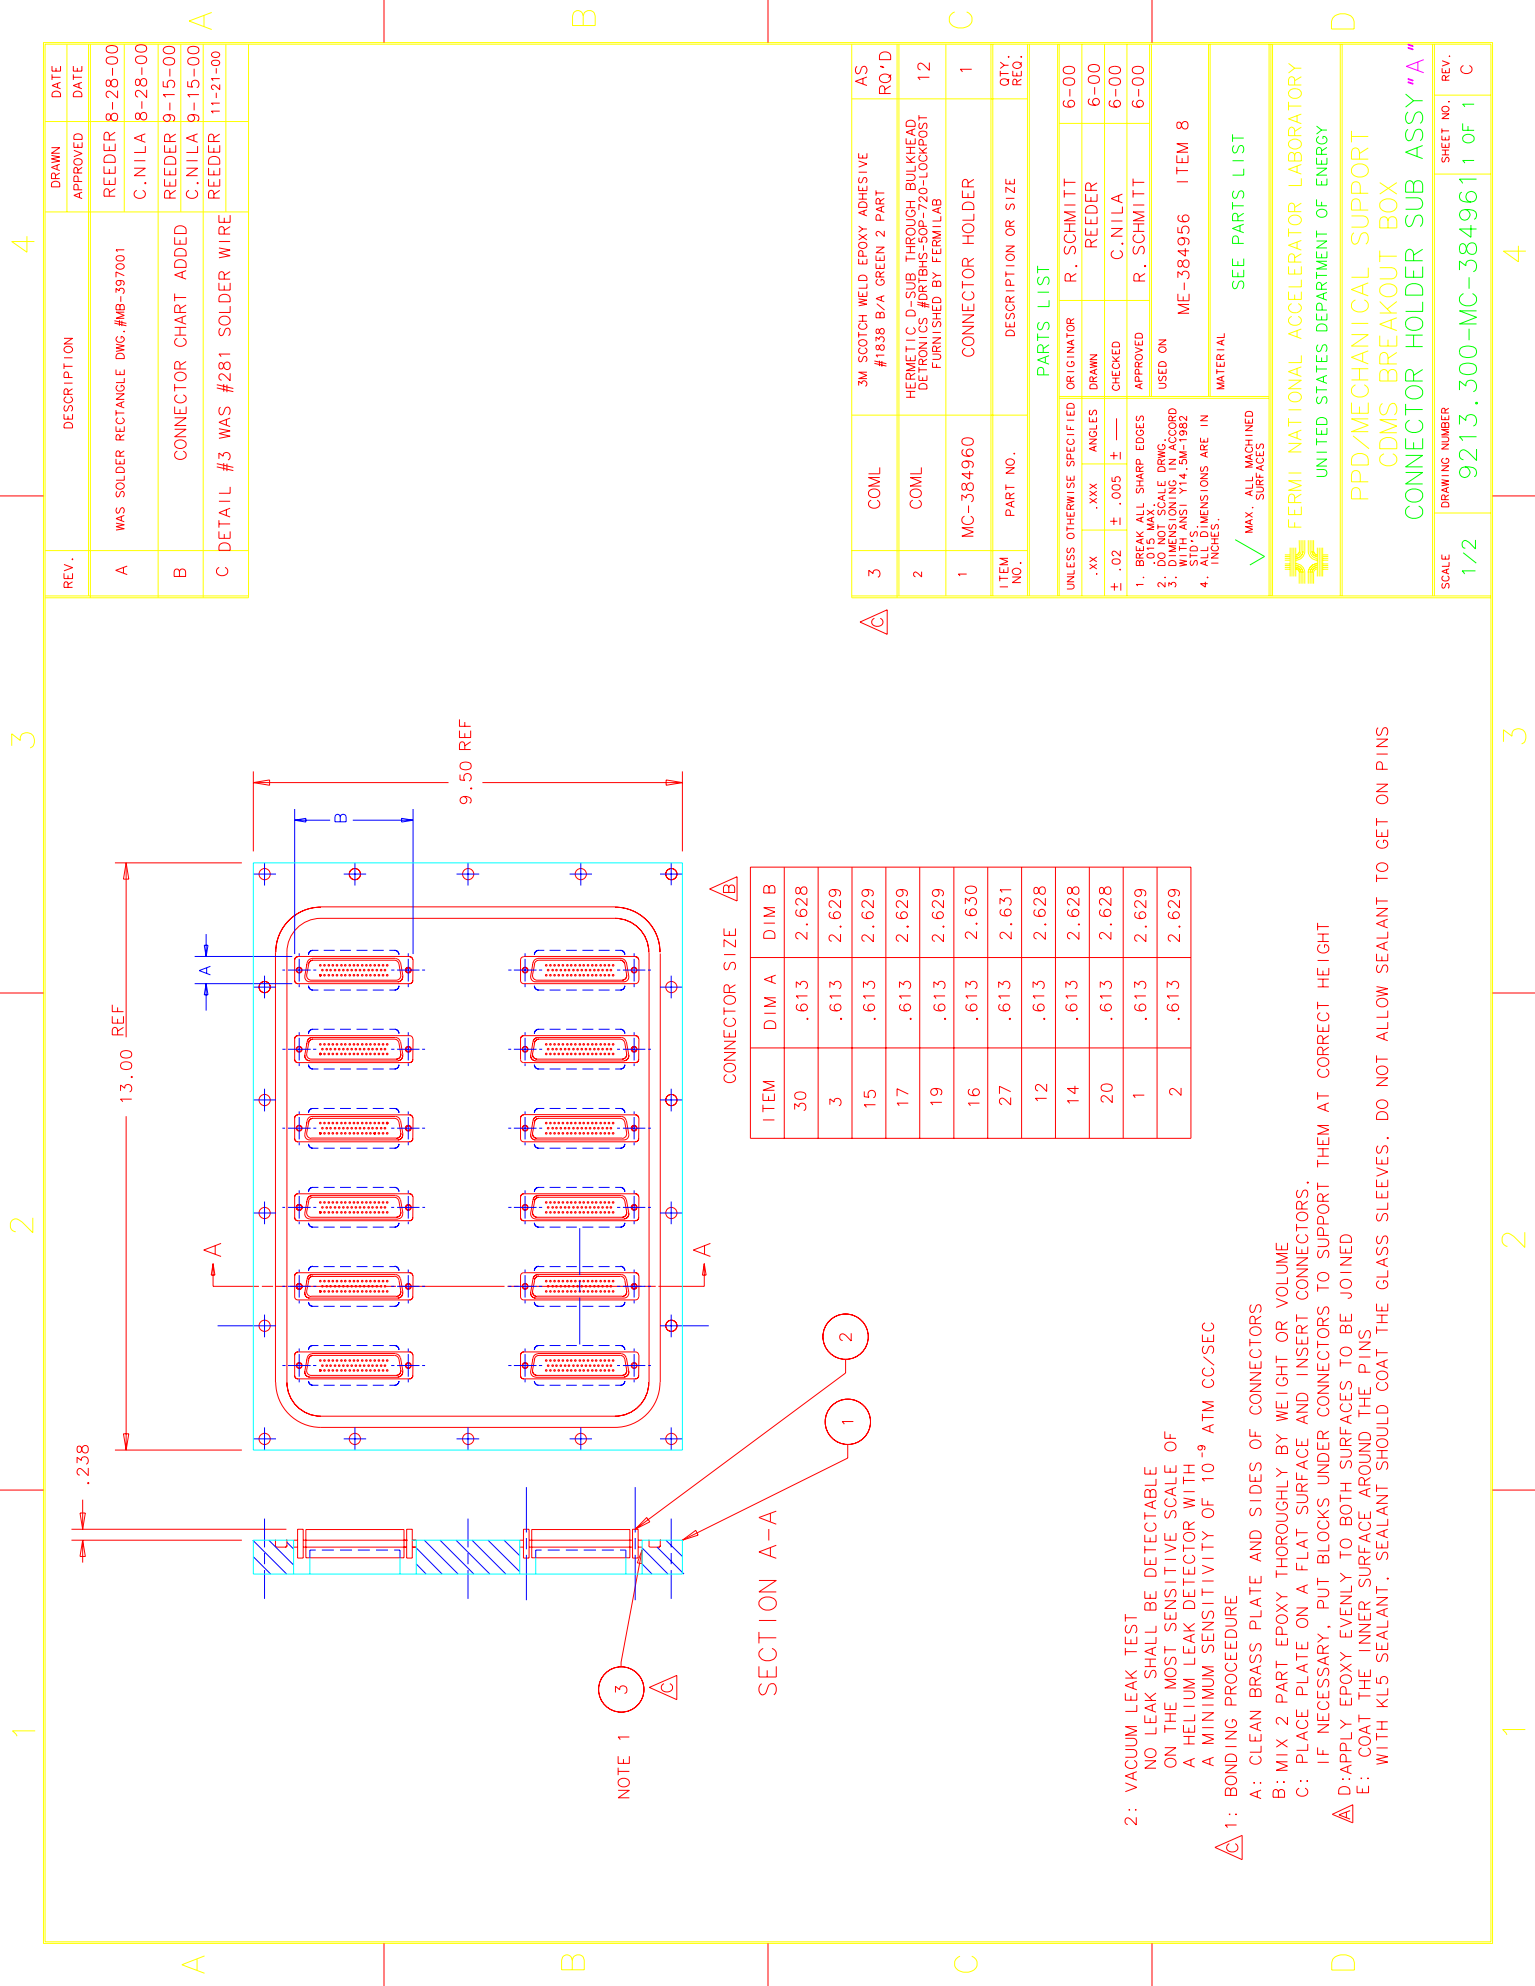 1
2
3
4
A
B
C
D
REV.
DESCRIPTION
DRAWN
DATE
APPROVED
DATE
A
WAS SOLDER RECTANGLE DWG.#MB-397001
REEDER 8-28-00
C.NILA 8-28-00
B
CONNECTOR CHART ADDED
REEDER 9-15-00
C.NILA 9-15-00
C
DETAIL #3 WAS #281 SOLDER WIRE
REEDER
11-21-00
.238
13.00 REF
9.50 REF
A
B
A
A
NOTE 1
3
C
2
1
SECTION A-A
CONNECTOR SIZE
B
ITEM DIM A DIM B
30 .613 2.628
3 .613 2.629
15 .613 2.629
17 .613 2.629
19 .613 2.629
16 .613 2.630
27 .613 2.631
12 .613 2.628
14 .613 2.628
20 .613 2.628
1 .613 2.629
2 .613 2.629
2: VACUUM LEAK TEST
NO LEAK SHALL BE DETECTABLE
ON THE MOST SENSITIVE SCALE OF
A HELIUM LEAK DETECTOR WITH
A MINIMUM SENSITIVITY OF 10⁻⁹ ATM CC/SEC
C
1: BONDING PROCEEDURE
A: CLEAN BRASS PLATE AND SIDES OF CONNECTORS
B: MIX 2 PART EPOXY THOROUGHLY BY WEIGHT OR VOLUME
C: PLACE PLATE ON A FLAT SURFACE AND INSERT CONNECTORS.
IF NECESSARY, PUT BLOCKS UNDER CONNECTORS TO SUPPORT THEM AT CORRECT HEIGHT
A
D:APPLY EPOXY EVENLY TO BOTH SURFACES TO BE JOINED
E: COAT THE INNER SURFACE AROUND THE PINS
WITH KL5 SEALANT. SEALANT SHOULD COAT THE GLASS SLEEVES. DO NOT ALLOW SEALANT TO GET ON PINS
C
3
COML
3M SCOTCH WELD EPOXY ADHESIVE
#1838 B/A GREEN 2 PART
AS
RQ'D
2
COML
HERMETIC D-SUB THROUGH BULKHEAD
DETRONICS #DRTBHS-50P-720-LOCKPOST
FURNISHED BY FERMILAB
12
1
MC-384960
CONNECTOR HOLDER
1
ITEM
NO.
PART NO.
DESCRIPTION OR SIZE
QTY.
REQ.
PARTS LIST
UNLESS OTHERWISE SPECIFIED
.XX .XXX ANGLES
± .02 ± .005 ± —
1. BREAK ALL SHARP EDGES
.015 MAX.
2. DO NOT SCALE DRWG.
3. DIMENSIONING IN ACCORD
WITH ANSI Y14.5M-1982
STD'S.
4. ALL DIMENSIONS ARE IN
INCHES.
MAX. ALL MACHINED
SURFACES
ORIGINATOR R. SCHMITT 6-00
DRAWN REEDER 6-00
CHECKED C.NILA 6-00
APPROVED R. SCHMITT 6-00
USED ON
ME-384956 ITEM 8
MATERIAL
SEE PARTS LIST
FERMI NATIONAL ACCELERATOR LABORATORY
UNITED STATES DEPARTMENT OF ENERGY
PPD/MECHANICAL SUPPORT
CDMS BREAKOUT BOX
CONNECTOR HOLDER SUB ASSY "A"
SCALE
DRAWING NUMBER
SHEET NO.
REV.
1/2
9213.300-MC-384961
1 OF 1
C
1
2
3
4
A
B
C
D